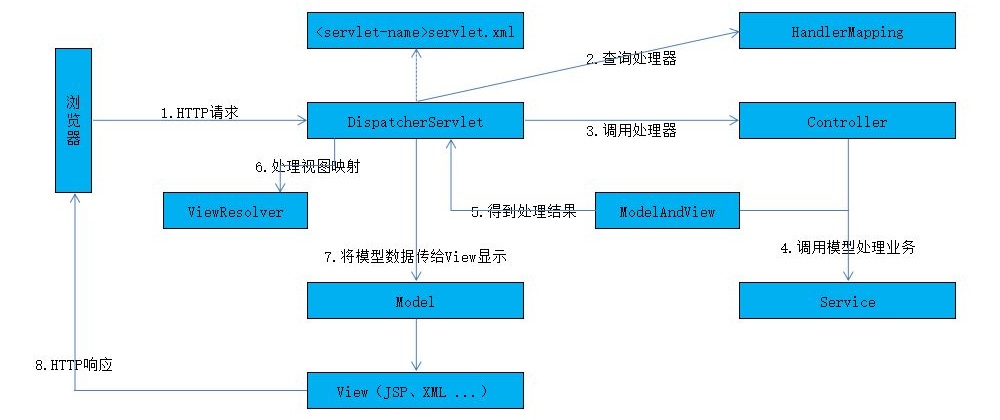 <servlet-name>servlet.xml
HandlerMapping
2.查询处理器
浏览器
1.HTTP请求
DispatcherServlet
3.调用处理器
Controller
6.处理视图映射
ViewResolver
5.得到处理结果
ModelAndView
4.调用模型处理业务
7.将模型数据传给View显示
Model
Service
8.HTTP响应
View（JSP、XML ...）